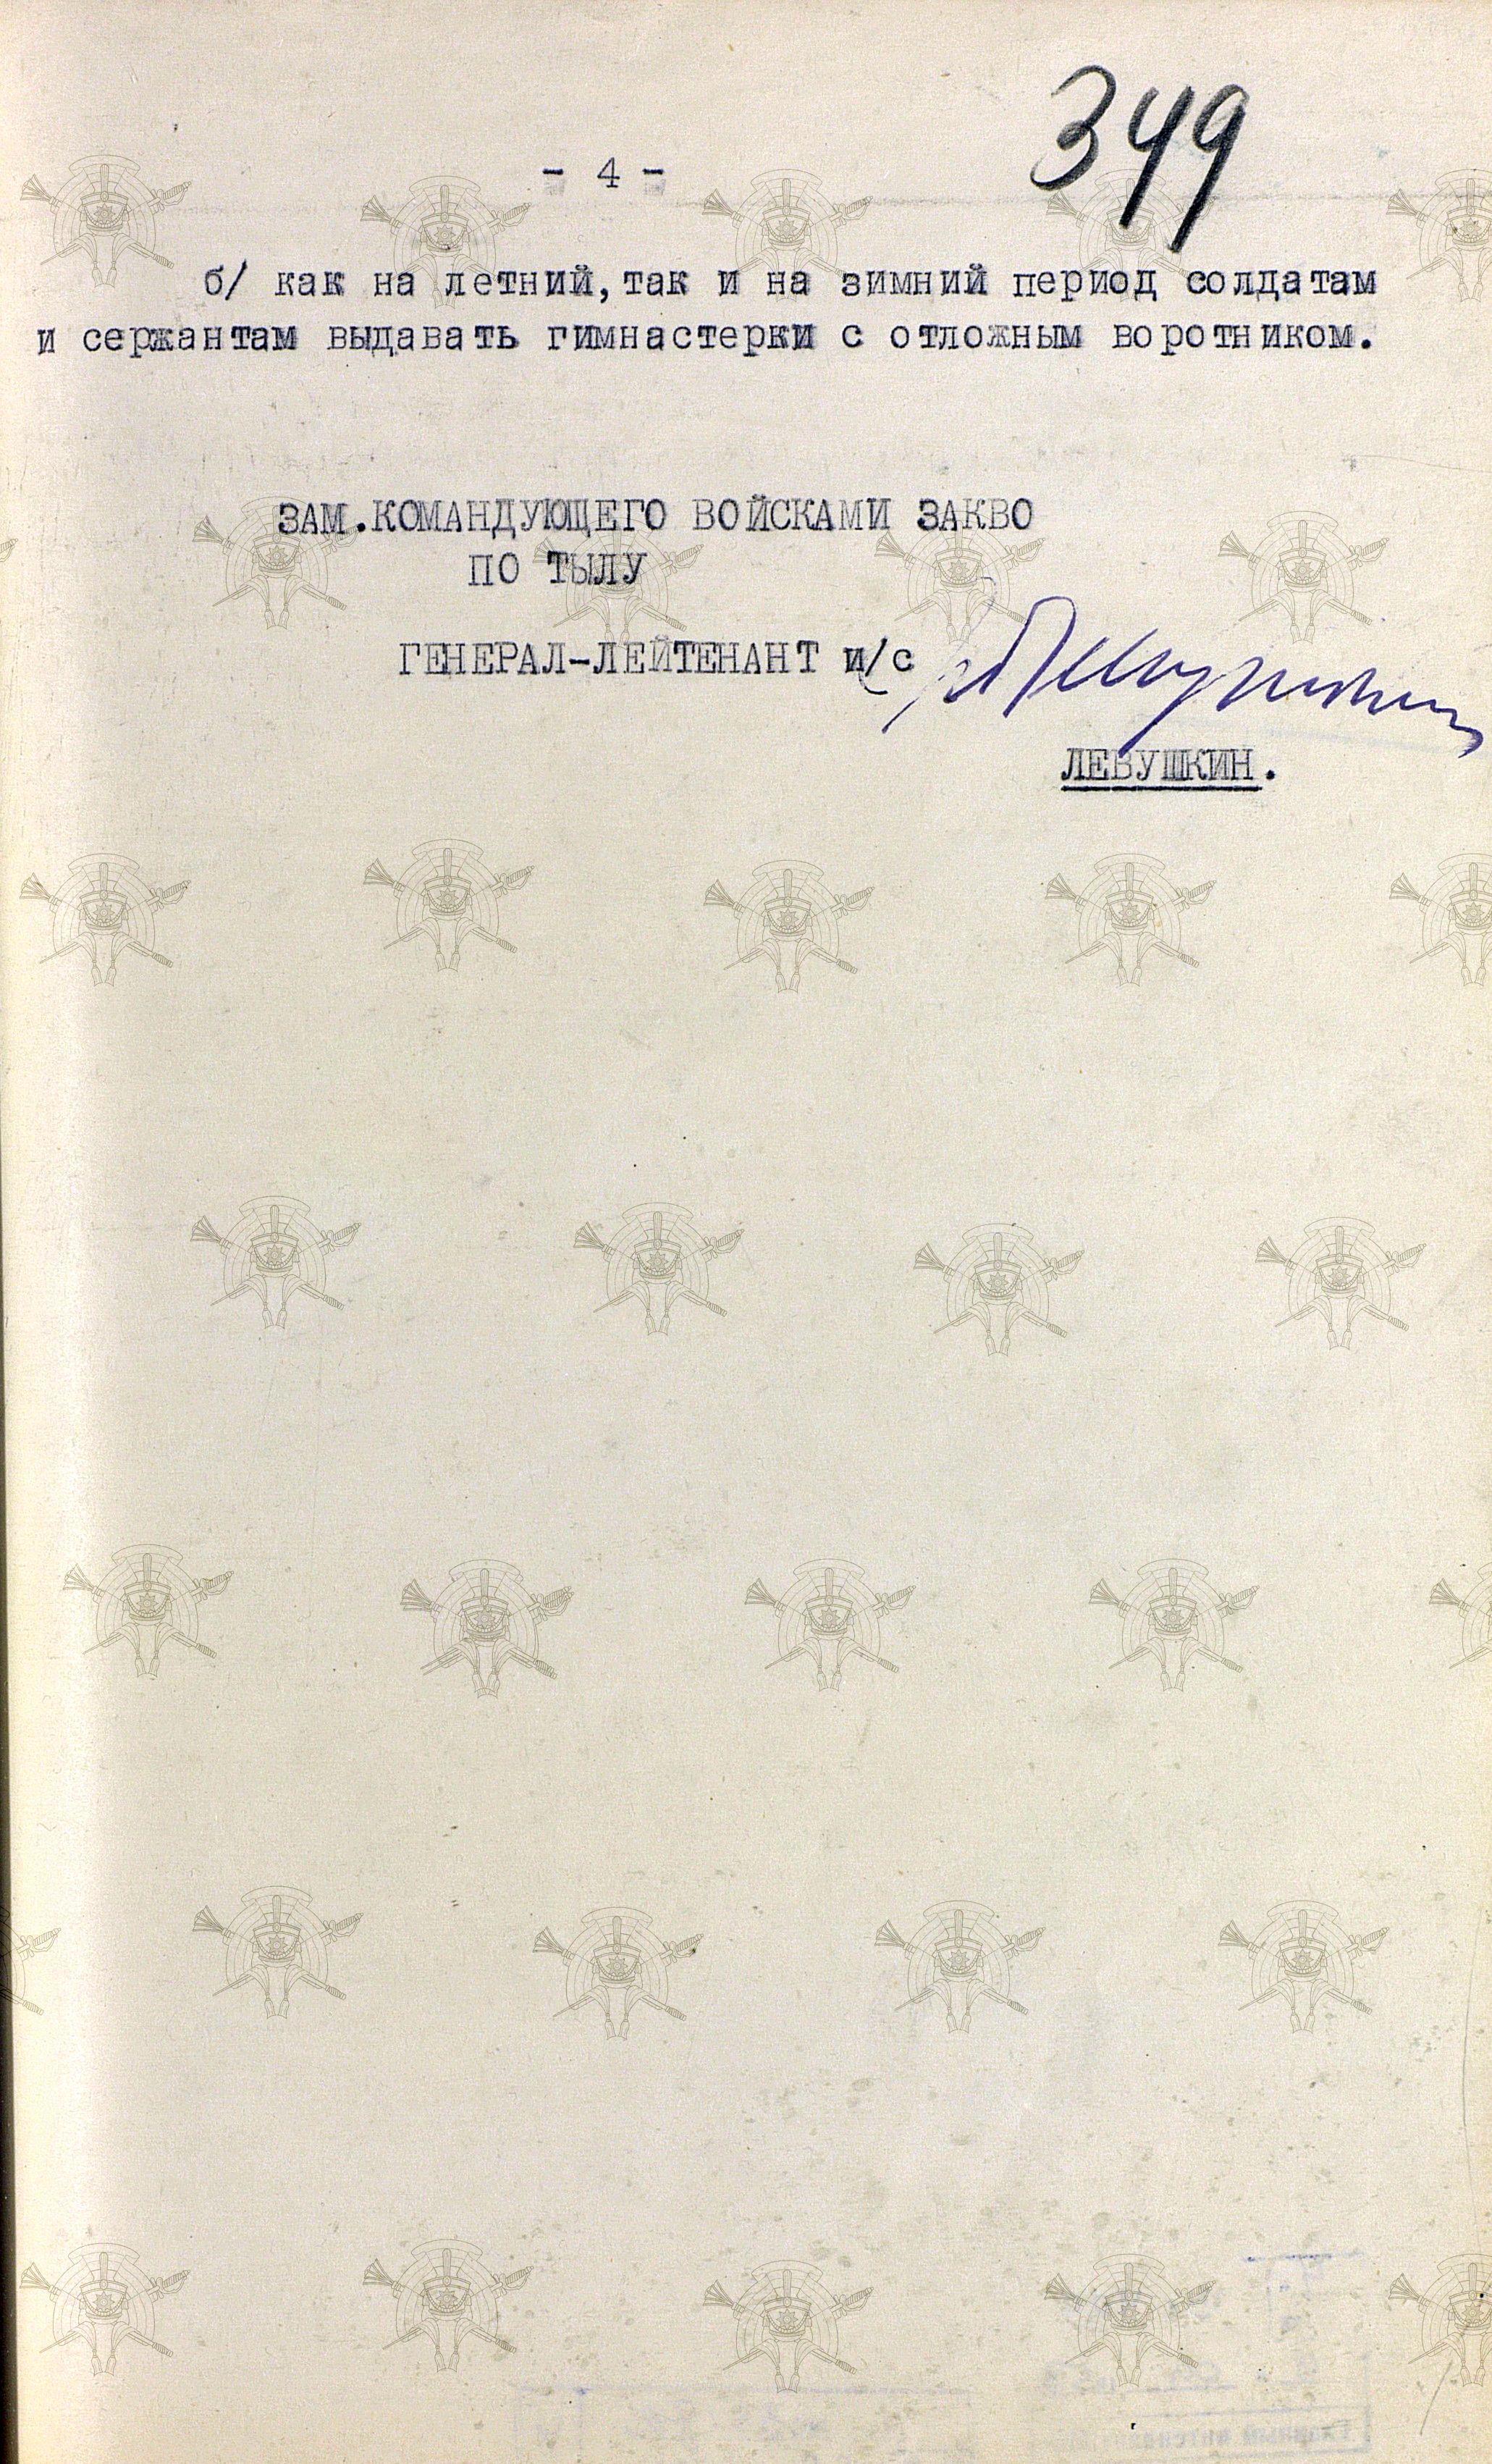 349
- 4 -
б/ как на летний, так и на зимний период солдатам
и сержантам выдавать гимнастерки с отложным воротником.
ЗАМ.КОМАНДУЮЩЕГО ВОЙСКАМИ ЗАКВО
ПО ТЫЛУ
ГЕНЕРАЛ-ЛЕЙТЕНАНТ и/с
ЛЕВУШКИН.